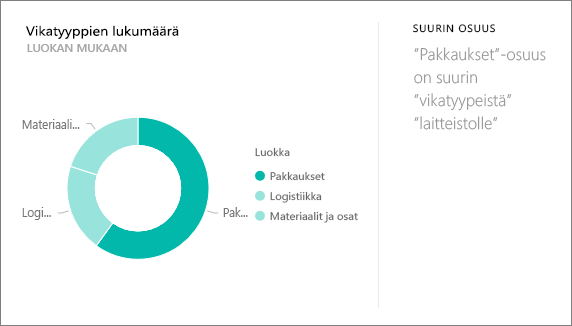 Vikatyyppien lukumäärä
LUOKAN MUKAAN
Materiaali...
Logi...
Pak...
Luokka
Pakkaukset
Logistiikka
Materiaalit ja osat
SUURIN OSUUS
"Pakkaukset"-osuus
on suurin
"vikatyypeistä"
"laitteistolle"